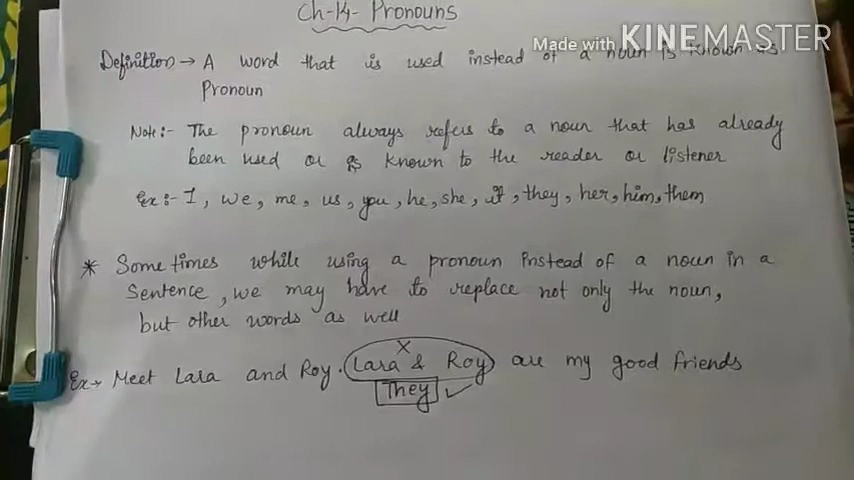 Ch-14- Pronouns
Made with KINEMASTER
Definition → A word that is used instead of a noun is known as
Pronoun
Note:- The pronoun always refers to a noun that has already
been used or is known to the reader or listener
Ex:- I, we, me, us, you, he, she, it, they, her, him, them
* Some times while using a pronoun instead of a noun in a
Sentence, we may have to replace not only the noun,
but other words as well
X
Ex → Meet Lara and Roy. Lara & Roy are my good friends
They ✓